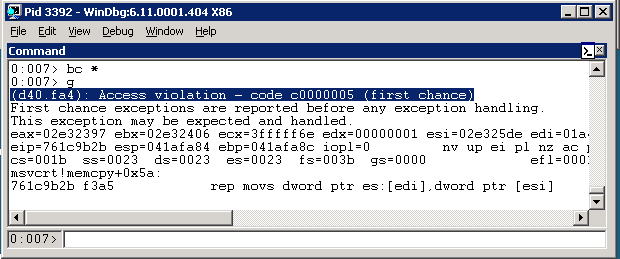 Pid 3392 - WinDbg:6.11.0001.404 X86
File Edit View Debug Window Help
Command
0:007> bc *
0:007> g
(d40.fa4): Access violation - code c0000005 (first chance)
First chance exceptions are reported before any exception handling.
This exception may be expected and handled.
eax=02e32397 ebx=02e32406 ecx=3ffffff6 edx=00000001 esi=02e325de edi=01a4
eip=761c9b2b esp=041afa84 ebp=041afa8c iopl=0 nv up ei pl nz ac p
cs=001b ss=0023 ds=0023 es=0023 fs=003b gs=0000 efl=000
msvcrt!memcpy+0x5a:
761c9b2b f3a5 rep movs dword ptr es:[edi],dword ptr [esi]
0:007>